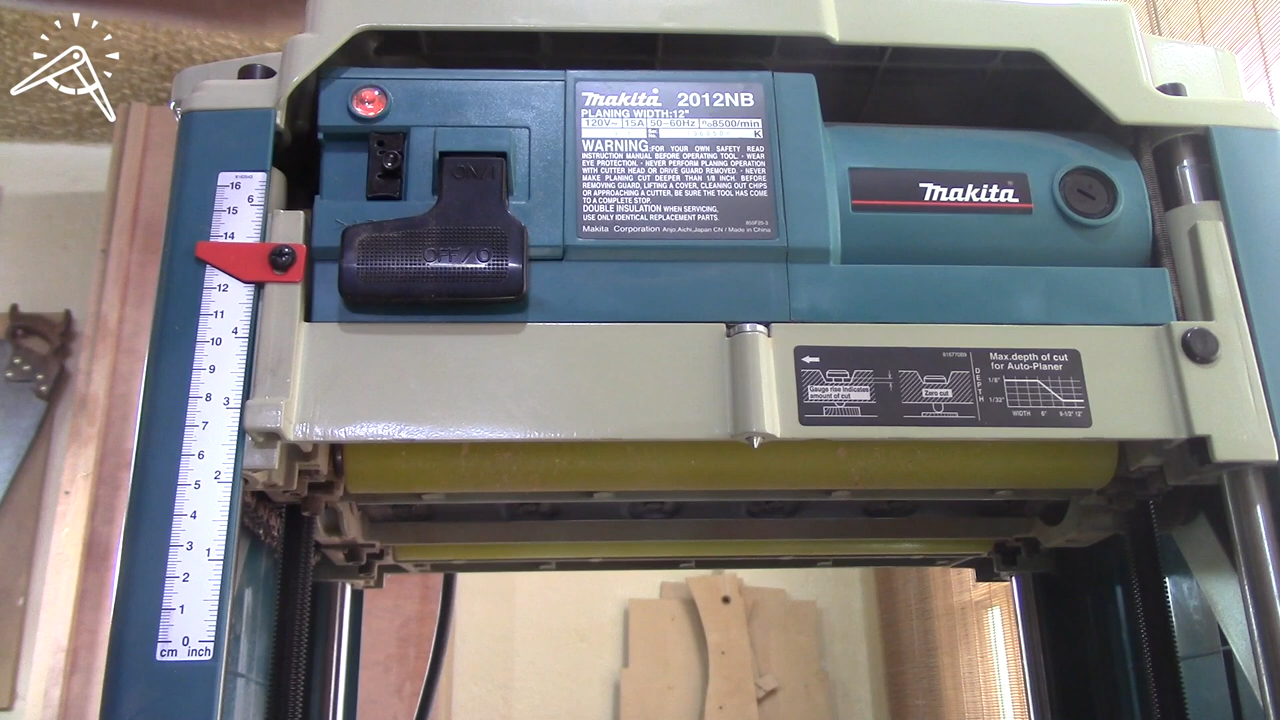 Makita 2012NB
PLANING WIDTH:12"
120V~ 15A 50–60Hz n₀8500/min
K
WARNING:FOR YOUR OWN SAFETY READ
INSTRUCTION MANUAL BEFORE OPERATING TOOL. • WEAR
EYE PROTECTION. • NEVER PERFORM PLANING OPERATION
WITH CUTTER HEAD OR DRIVE GUARD REMOVED. • NEVER
MAKE PLANING CUT DEEPER THAN 1/8 INCH. BEFORE
REMOVING GUARD, LIFTING A COVER, CLEANING OUT CHIPS
OR APPROACHING A CUTTER, BE SURE THE TOOL HAS COME
TO A COMPLETE STOP.
DOUBLE INSULATION WHEN SERVICING,
USE ONLY IDENTICAL REPLACEMENT PARTS.
Makita Corporation Anjo,Aichi,Japan CN / Made in China
ON/I
OFF/O
Makita
16
6
15
14
12
11
4
10
9
8 3
7
6
5 2
4
3 1
2
1
0
cm inch
Max.depth of cut
for Auto-Planer
DEPTH
1/8"
1/32"
WIDTH 6" 9-1/2" 12"
Gauge rise indicates
amount of cut
Zero cut